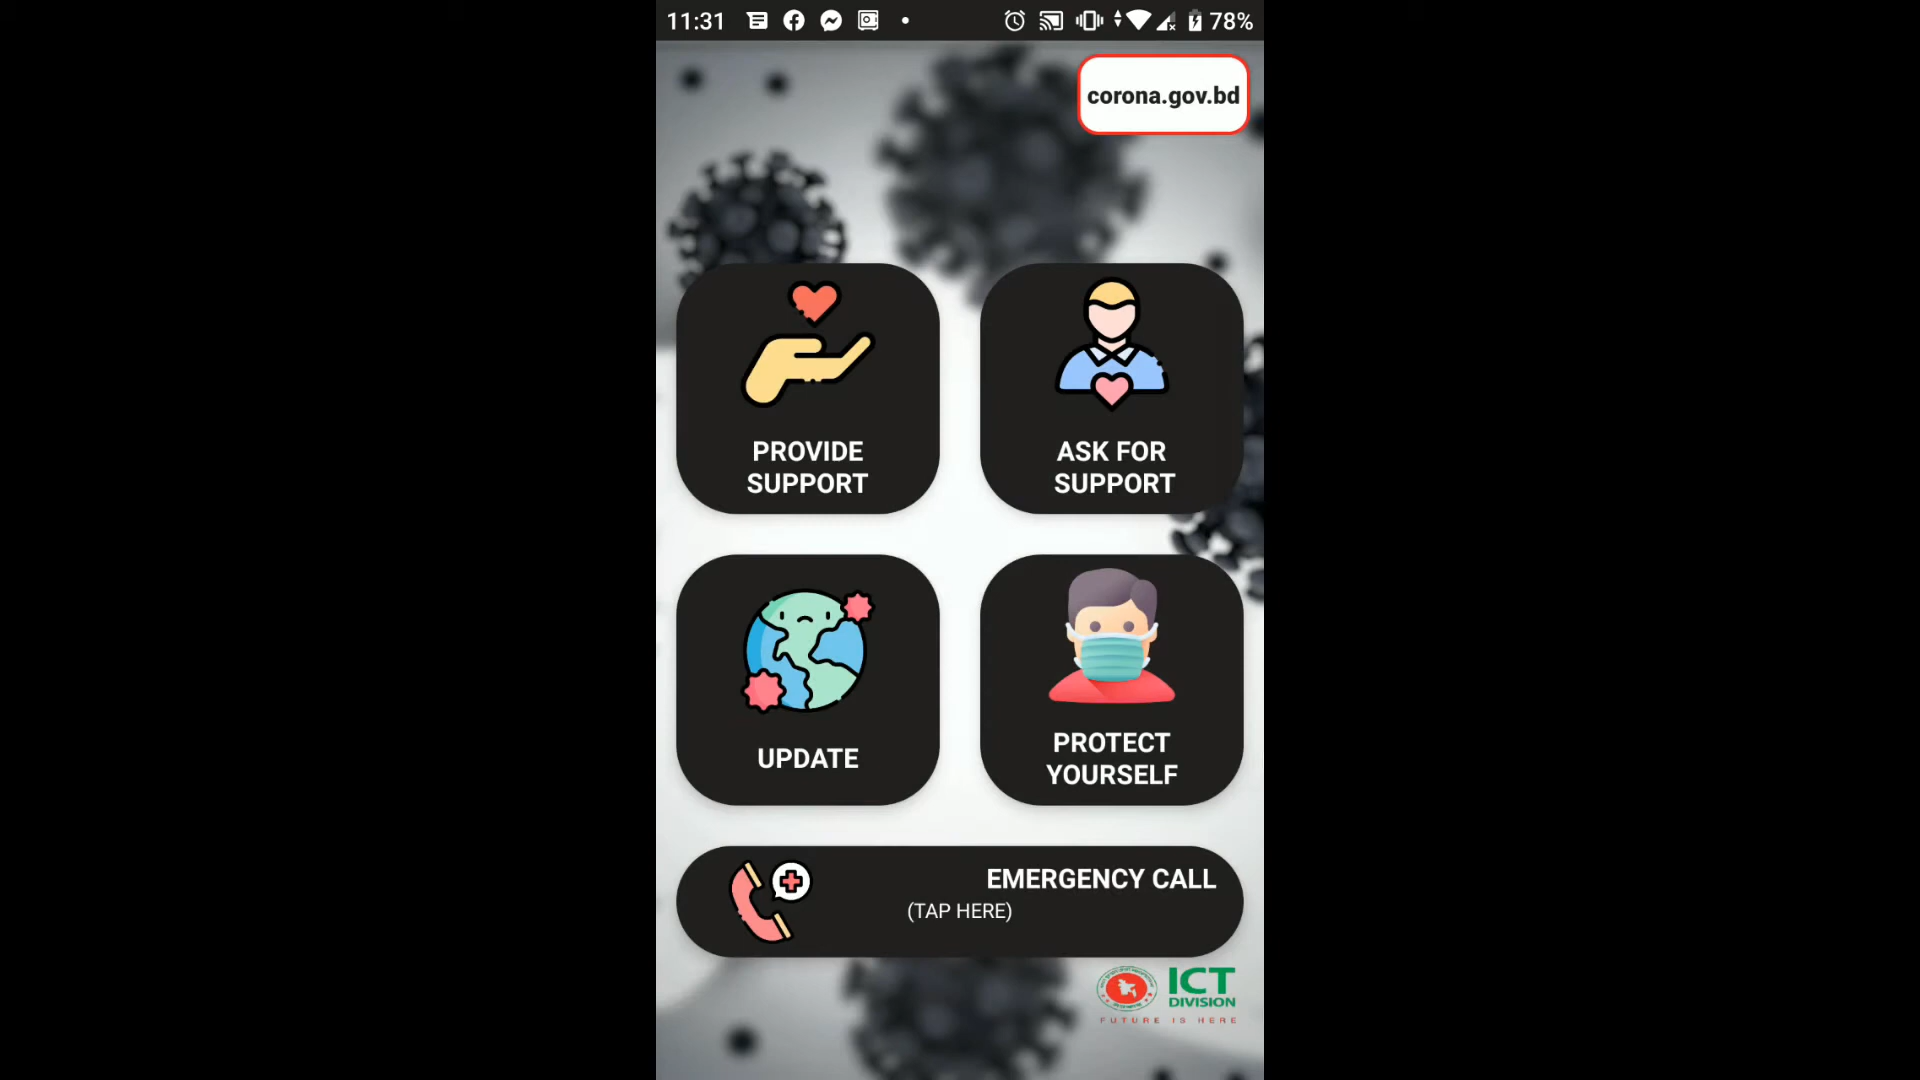 11:31
78%
corona.gov.bd
PROVIDE
SUPPORT
ASK FOR
SUPPORT
UPDATE
PROTECT
YOURSELF
EMERGENCY CALL
(TAP HERE)
ICT
DIVISION
FUTURE IS HERE